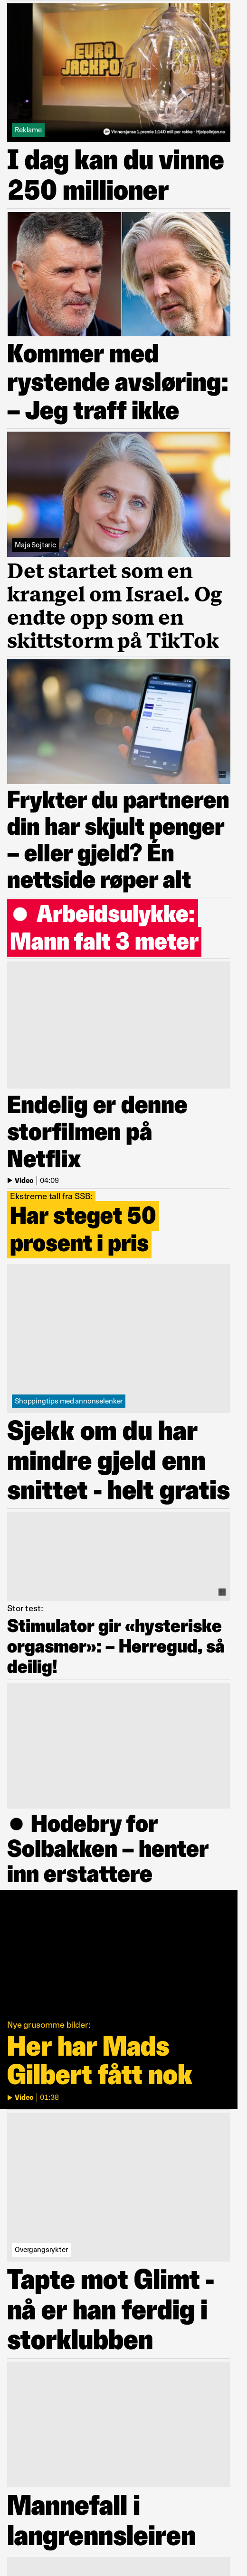 EURO
JACKPOT
Reklame
Vinnersjanse 1.premie 1:140 mill per rekke - Hjelpelinjen.no
I dag kan du vinne
250 millioner
Kommer med
rystende avsløring:
– Jeg traff ikke
Maja Sojtaric
Det startet som en
krangel om Israel. Og
endte opp som en
skittstorm på TikTok
Frykter du partneren
din har skjult penger
– eller gjeld? Én
nettside røper alt
● Arbeidsulykke:
Mann falt 3 meter
Endelig er denne
storfilmen på
Netflix
Video | 04:09
Ekstreme tall fra SSB:
Har steget 50
prosent i pris
Shoppingtips med annonselenker
Sjekk om du har
mindre gjeld enn
snittet - helt gratis
Stor test:
Stimulator gir «hysteriske
orgasmer»: – Herregud, så
deilig!
● Hodebry for
Solbakken – henter
inn erstattere
Nye grusomme bilder:
Her har Mads
Gilbert fått nok
Video | 01:38
Overgangsrykter
Tapte mot Glimt -
nå er han ferdig i
storklubben
Mannefall i
langrennsleiren